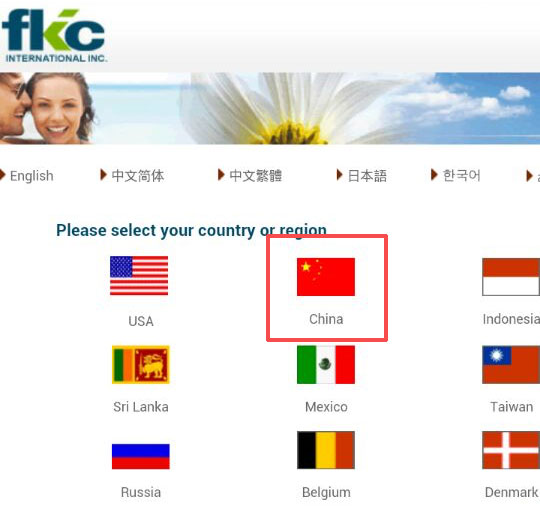 fkc
INTERNATIONAL INC.
English 中文简体 中文繁體 日本語 한국어
Please select your country or region
USA China Indonesia
Sri Lanka Mexico Taiwan
Russia Belgium Denmark